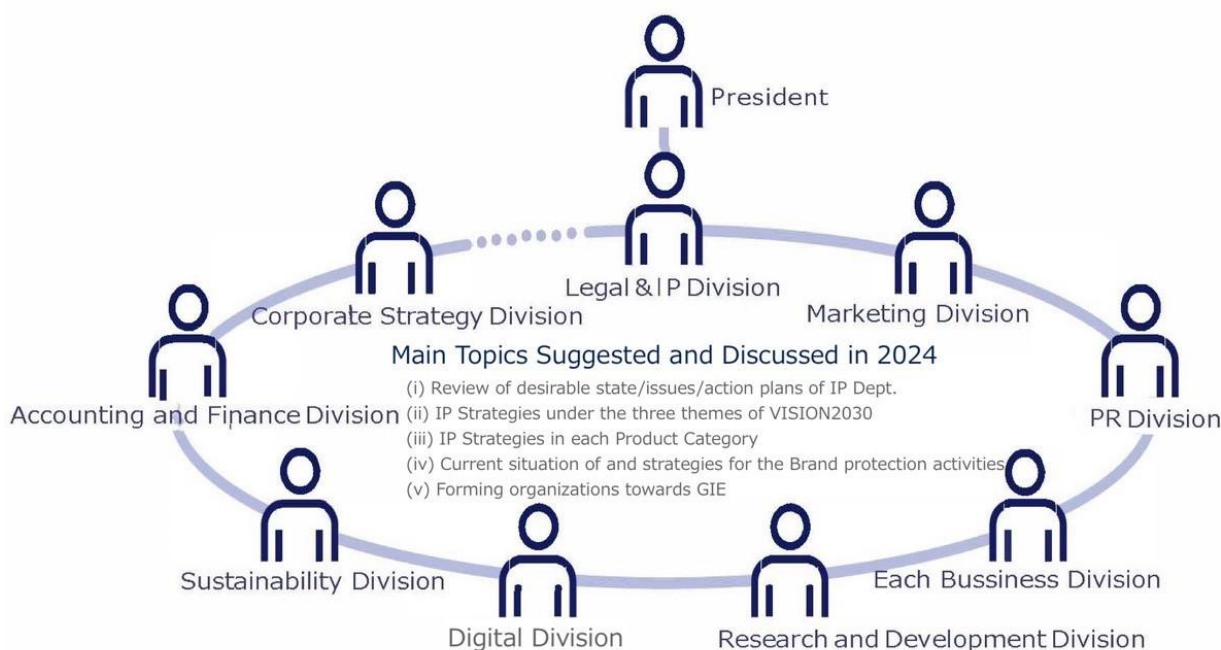 President
Legal & IP Division
Corporate Strategy Division
Marketing Division
Main Topics Suggested and Discussed in 2024
(i) Review of desirable state/issues/action plans of IP Dept.
Accounting and Finance Division
(ii) IP Strategies under the three themes of VISION2030
PR Division
(iii) IP Strategies in each Product Category
(iv) Current situation of and strategies for the Brand protection activities
(v) Forming organizations towards GIE
Sustainability Division
Each Bussiness Division
Digital Division
Research and Development Division